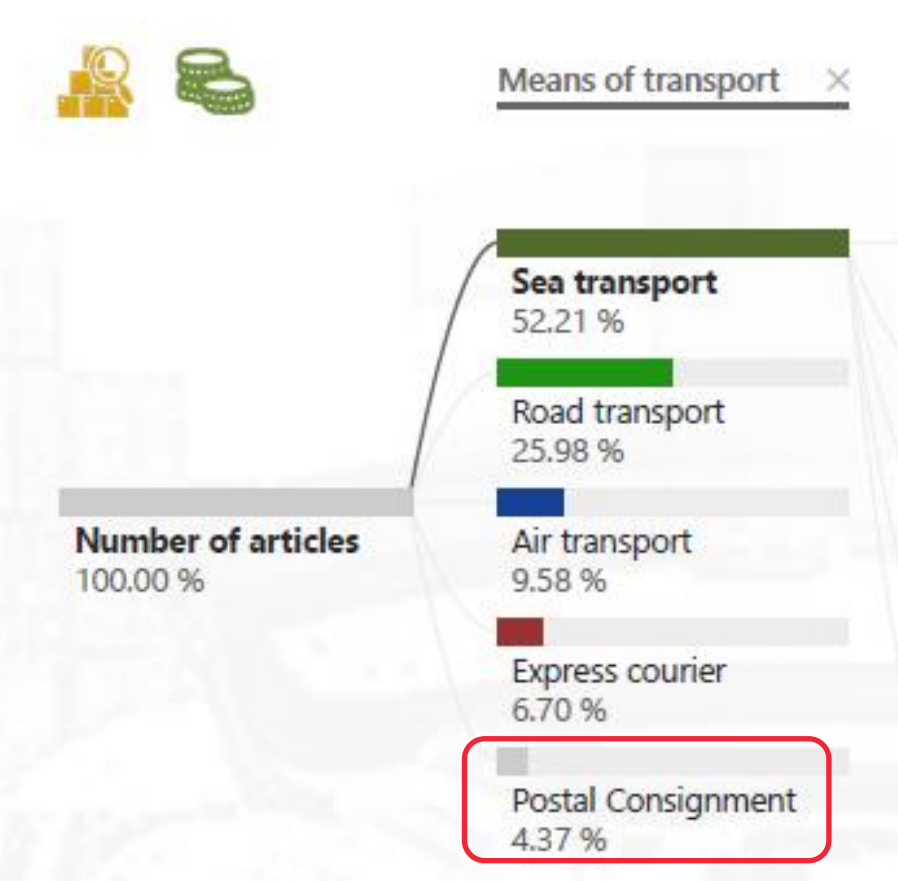 Means of transport ×
Sea transport
52.21 %
Road transport
25.98 %
Number of articles
100.00 %
Air transport
9.58 %
Express courier
6.70 %
Postal Consignment
4.37 %